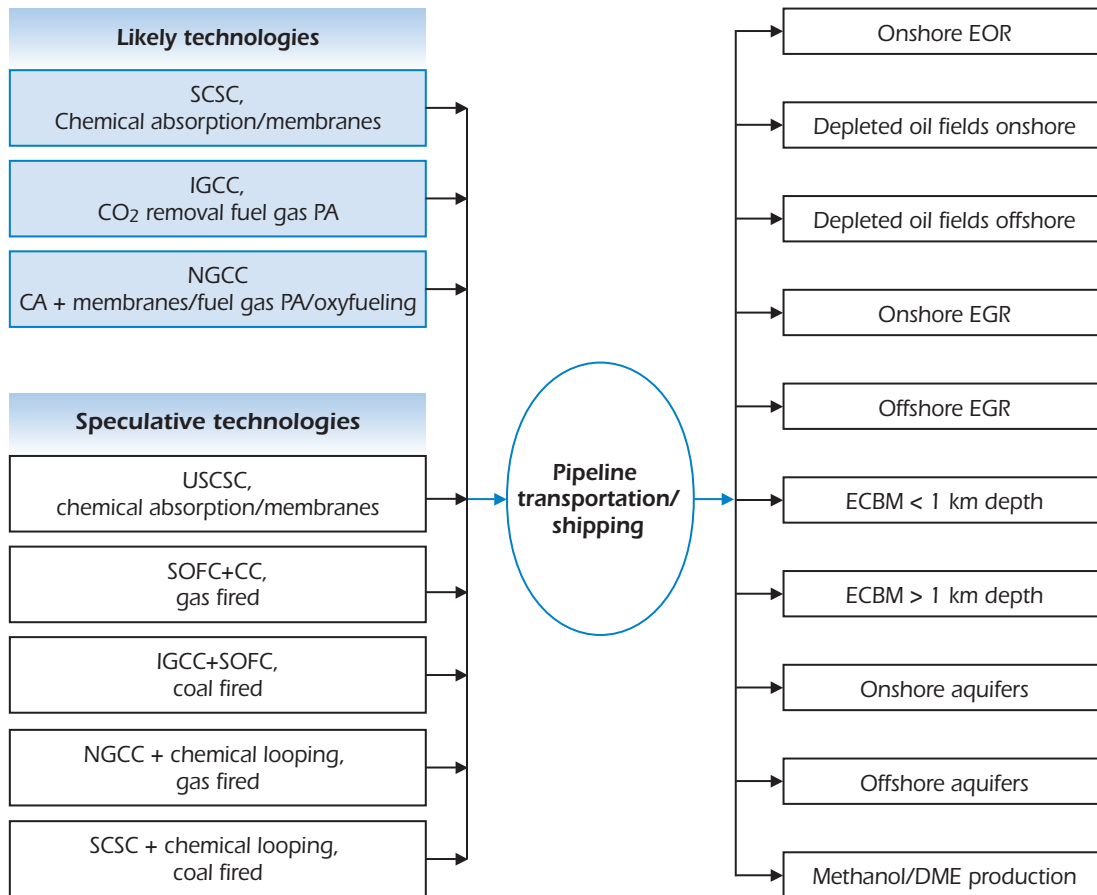 Likely technologies
SCSC,
Chemical absorption/membranes
IGCC,
CO2 removal fuel gas PA
NGCC
CA + membranes/fuel gas PA/oxyfueling
Speculative technologies
USCSC,
chemical absorption/membranes
SOFC+CC,
gas fired
IGCC+SOFC,
coal fired
NGCC + chemical looping,
gas fired
SCSC + chemical looping,
coal fired
Pipeline
transportation/
shipping
Onshore EOR
Depleted oil fields onshore
Depleted oil fields offshore
Onshore EGR
Offshore EGR
ECBM < 1 km depth
ECBM > 1 km depth
Onshore aquifers
Offshore aquifers
Methanol/DME production